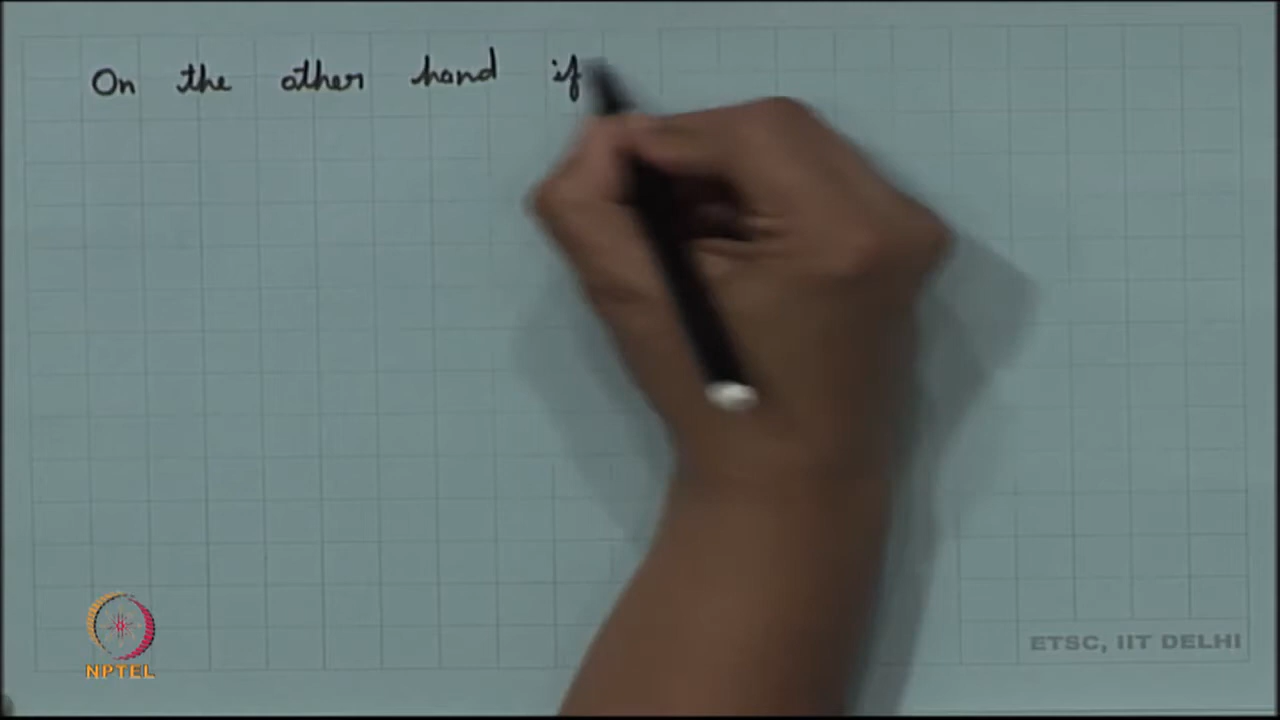 On the other hand if
NPTEL
ETSC, IIT DELHI